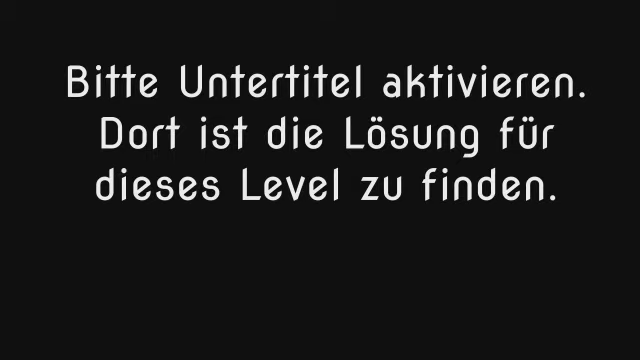 Bitte Untertitel aktivieren.
Dort ist die Lösung für
dieses Level zu finden.